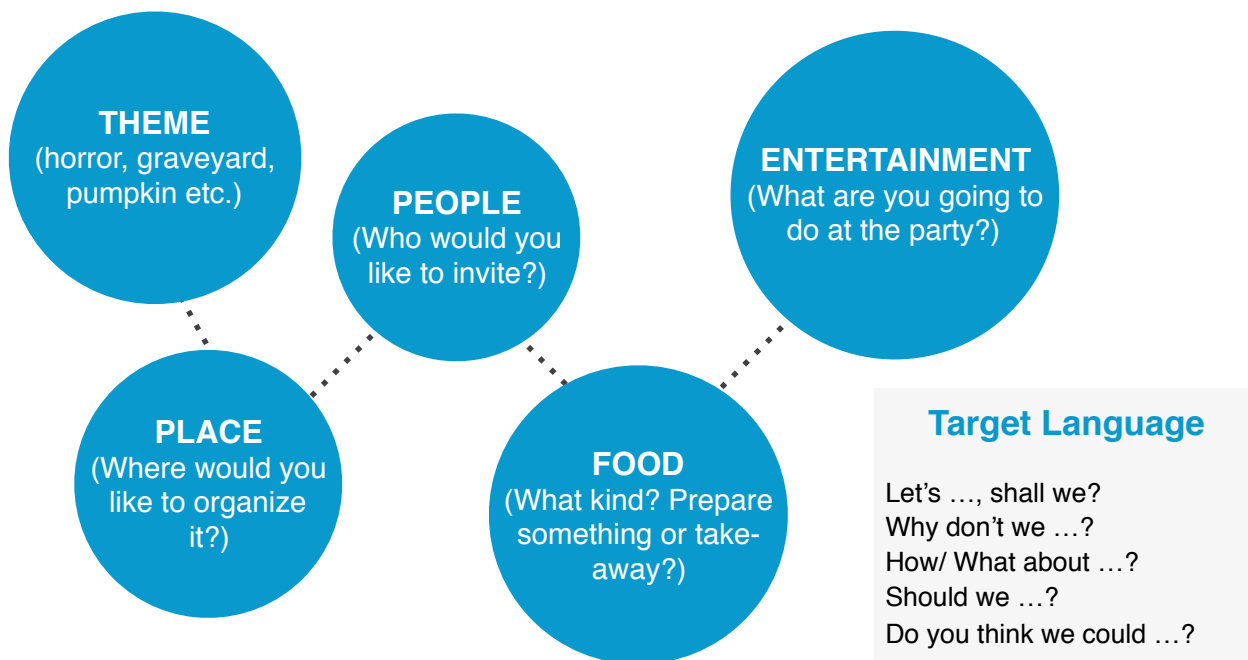 THEME
(horror, graveyard,
pumpkin etc.)
PLACE
(Where would you
like to organize
it?)
PEOPLE
(Who would you
like to invite?)
FOOD
(What kind? Prepare
something or take-
away?)
ENTERTAINMENT
(What are you going to
do at the party?)
Target Language
Let’s …, shall we?
Why don’t we …?
How/ What about …?
Should we …?
Do you think we could …?